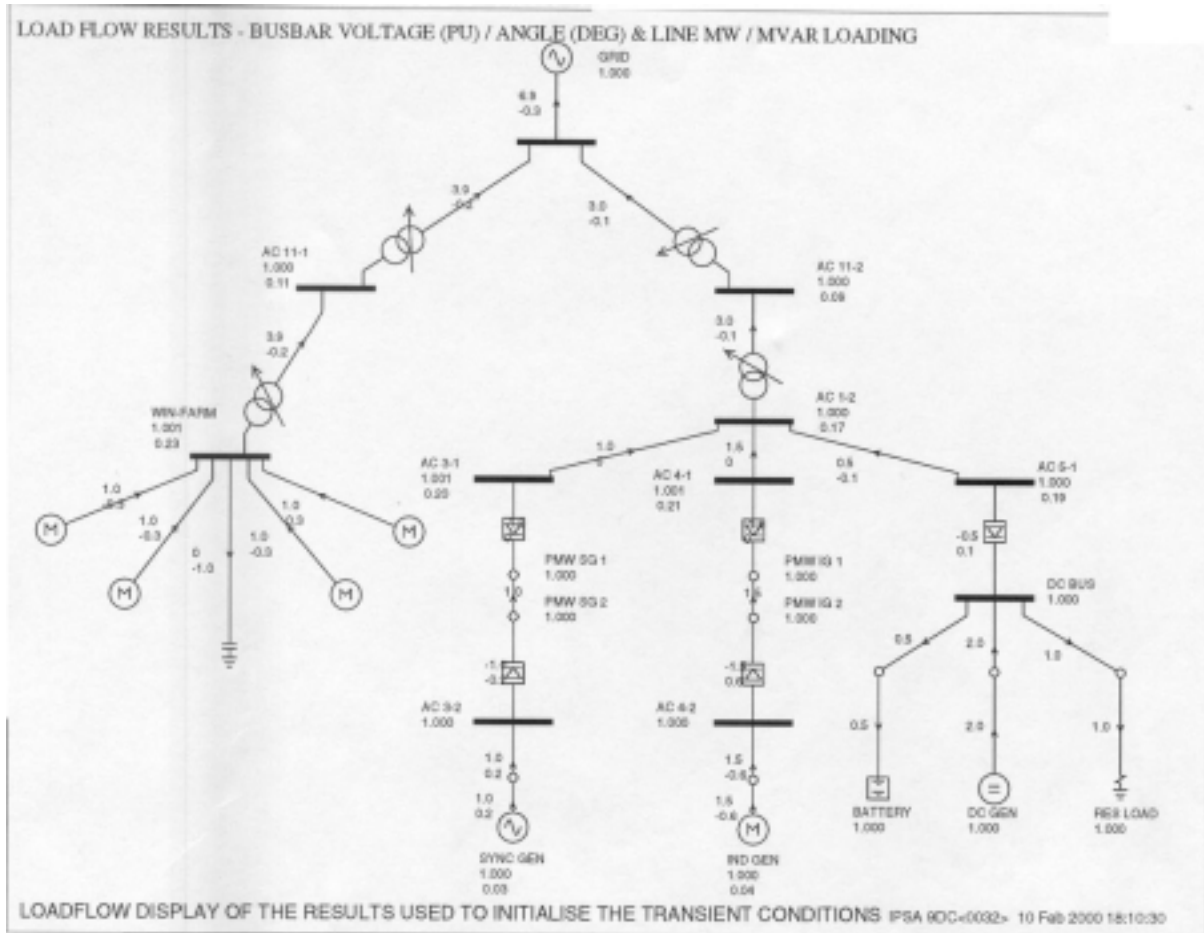 LOAD FLOW RESULTS - BUSBAR VOLTAGE (PU) / ANGLE (DEG) & LINE MW / MVAR LOADING
GRID
1.000
6.9
-0.3
3.9
-0.2
3.0
-0.1
AC 11-1
1.000
0.11
AC 11-2
1.000
3.9
-0.2
3.0
-0.1
WIN-FARM
1.001
0.23
AC 1-2
1.000
0.17
1.0
0
1.5
0
0.5
-0.1
AC 3-1
1.001
0.20
AC 4-1
1.001
0.21
AC 5-1
1.000
0.19
1.0
-0.3
1.0
-0.3
0
-1.0
1.0
-0.3
1.0
0.3
M
M
M
M
-0.5
0.1
PMW SG 1
1.000
1.0
PMW SG 2
1.000
PMW IG 1
1.000
1.5
PMW IG 2
1.000
DC BUS
1.000
0.5
2.0
1.0
0.6
AC 3-2
1.000
AC 4-2
1.000
1.0
0.2
1.5
-0.6
0.5
2.0
1.0
1.0
0.2
1.5
-0.6
M
SYNC GEN
1.000
0.03
IND GEN
1.000
0.04
BATTERY
1.000
DC GEN
1.000
RES LOAD
1.000
LOADFLOW DISPLAY OF THE RESULTS USED TO INITIALISE THE TRANSIENT CONDITIONS IPSA 9DC<0032> 10 Feb 2000 18:10:30